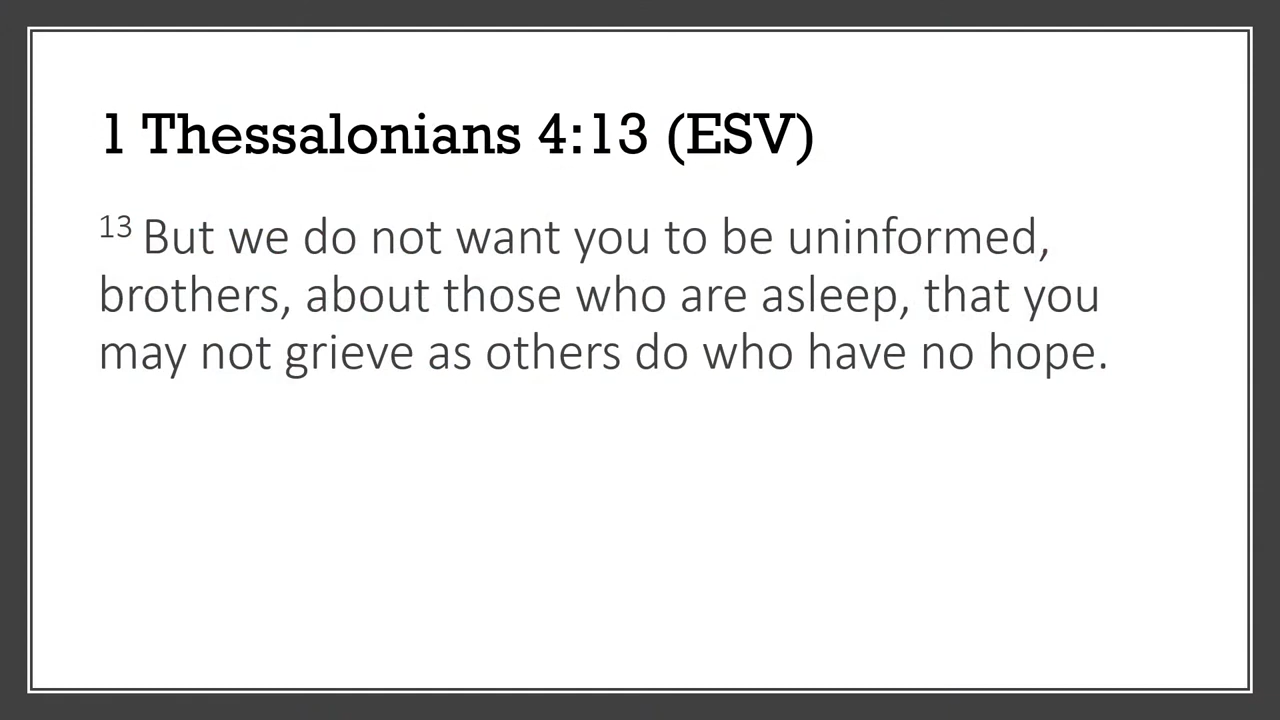 1 Thessalonians 4:13 (ESV)
13 But we do not want you to be uninformed,
brothers, about those who are asleep, that you
may not grieve as others do who have no hope.